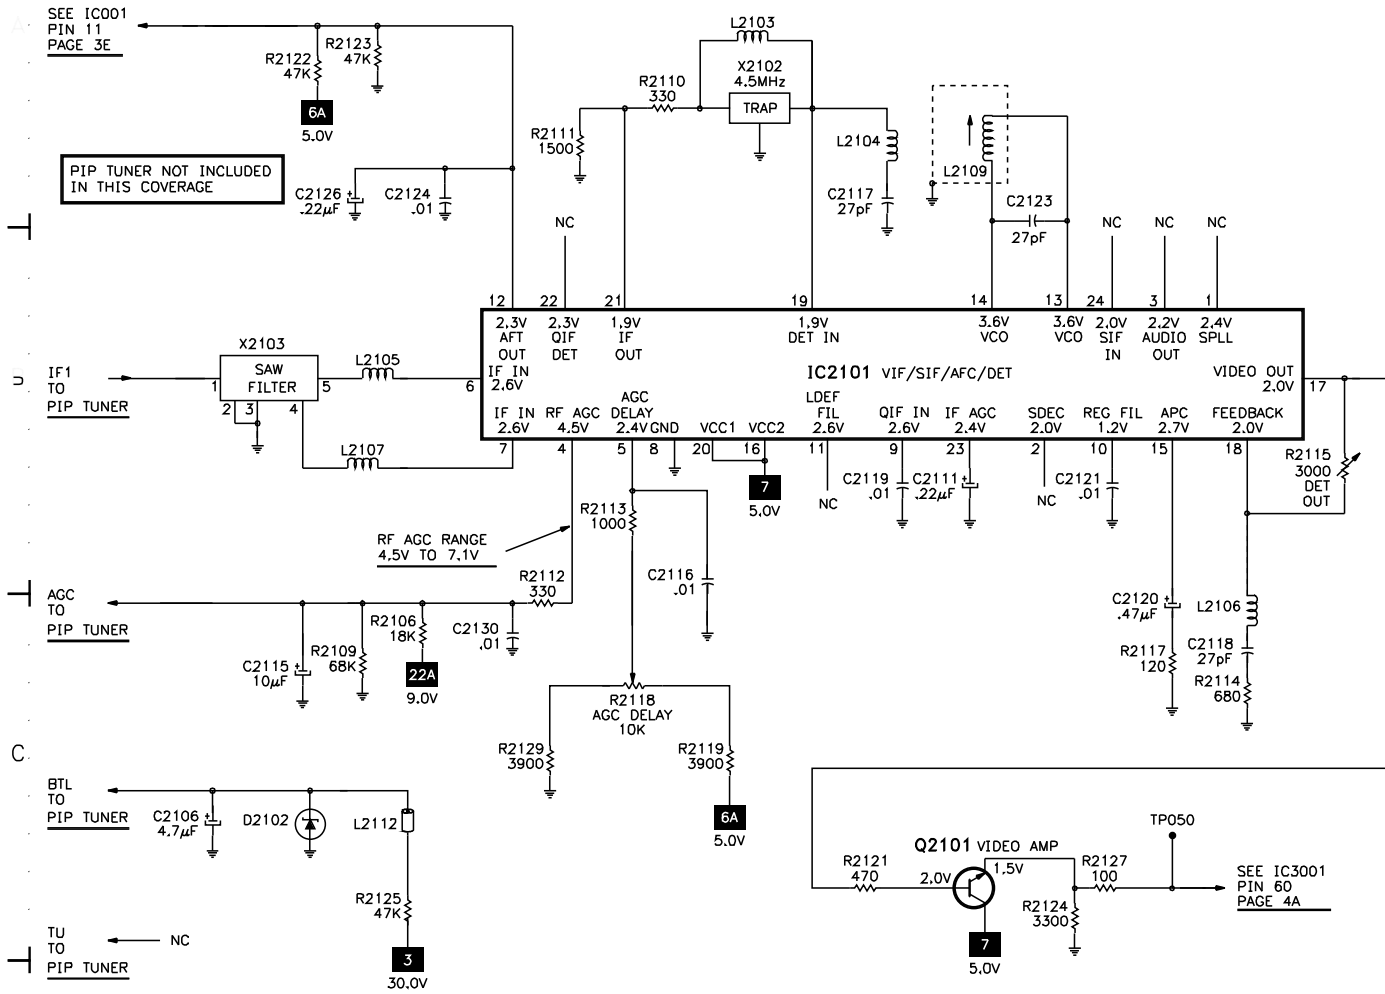 SEE IC001
PIN 11
PAGE 3E
R2122
47K
R2123
47K
6A
5.0V
PIP TUNER NOT INCLUDED
IN THIS COVERAGE
C2126
.22µF
+
C2124
.01
L2103
X2102
4.5MHz
TRAP
R2110
330
R2111
1500
L2104
C2117
27pF
L2109
C2123
27pF
NC
NC
NC
NC
12
22
21
19
14
13
24
3
1
2.3V
AFT
OUT
2.3V
QIF
DET
1.9V
IF
OUT
1.9V
DET IN
3.6V
VCO
3.6V
VCO
2.0V
SIF
IN
2.2V
AUDIO
OUT
2.4V
SPLL
IF1
TO
PIP TUNER
X2103
SAW
FILTER
1
2
3
4
5
L2105
L2107
6
IF IN
2.6V
IC2101 VIF/SIF/AFC/DET
VIDEO OUT
2.0V
17
IF IN
2.6V
RF AGC
4.5V
AGC
DELAY
2.4V
GND
VCC1
VCC2
LDEF
FIL
2.6V
QIF IN
2.6V
IF AGC
2.4V
SDEC
2.0V
REG FIL
1.2V
APC
2.7V
FEEDBACK
2.0V
7
4
5
8
20
16
11
9
23
2
10
15
18
7
5.0V
NC
C2119
.01
C2111
.22µF
+
NC
C2121
.01
R2115
3000
DET
OUT
RF AGC RANGE
4.5V TO 7.1V
R2113
1000
C2116
.01
AGC
TO
PIP TUNER
R2112
330
C2115
10µF
+
R2109
68K
R2106
18K
22A
9.0V
C2130
.01
R2118
AGC DELAY
10K
R2129
3900
R2119
3900
6A
5.0V
C2120
.47µF
+
R2117
120
L2106
C2118
27pF
R2114
680
C
BTL
TO
PIP TUNER
C2106
4.7µF
+
D2102
L2112
R2125
47K
3
30.0V
TU
TO
PIP TUNER
NC
R2121
470
Q2101 VIDEO AMP
2.0V
1.5V
7
5.0V
R2127
100
R2124
3300
TP050
SEE IC3001
PIN 60
PAGE 4A